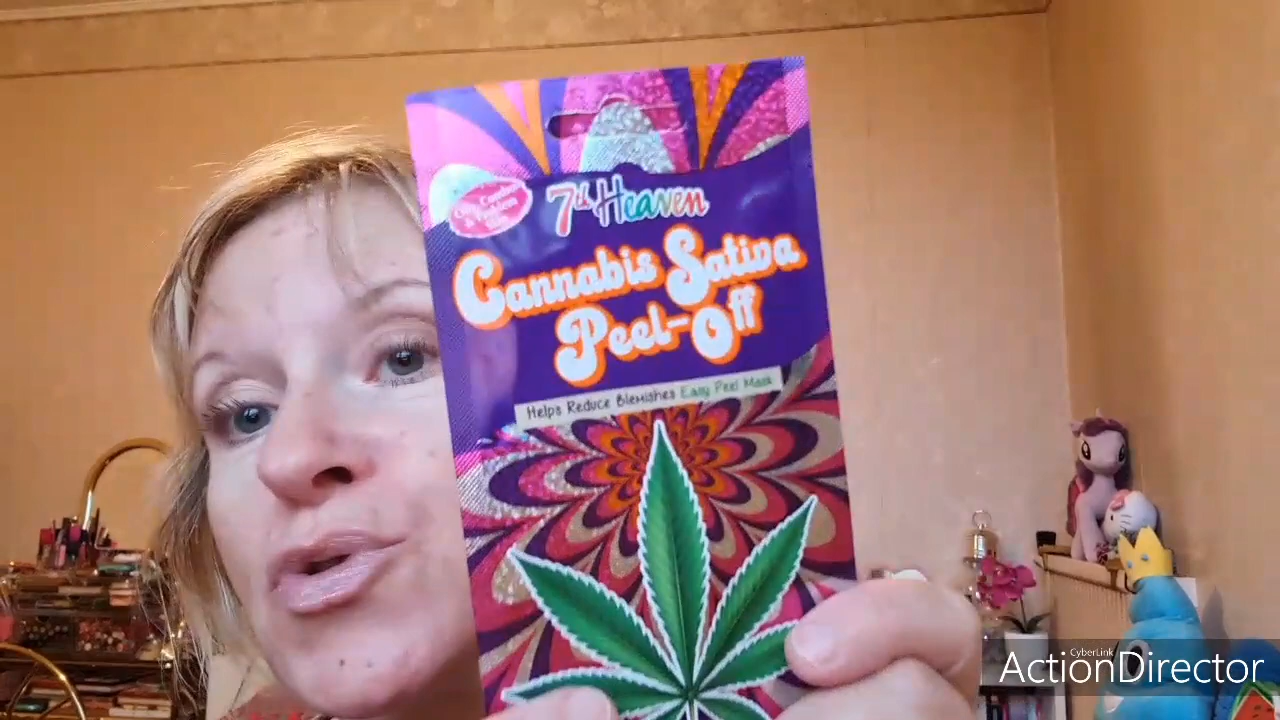 7th Heaven
Cannabis Sativa
Peel-Off
Helps Reduce Blemishes Easy Peel Mask
CyberLink
ActionDirector